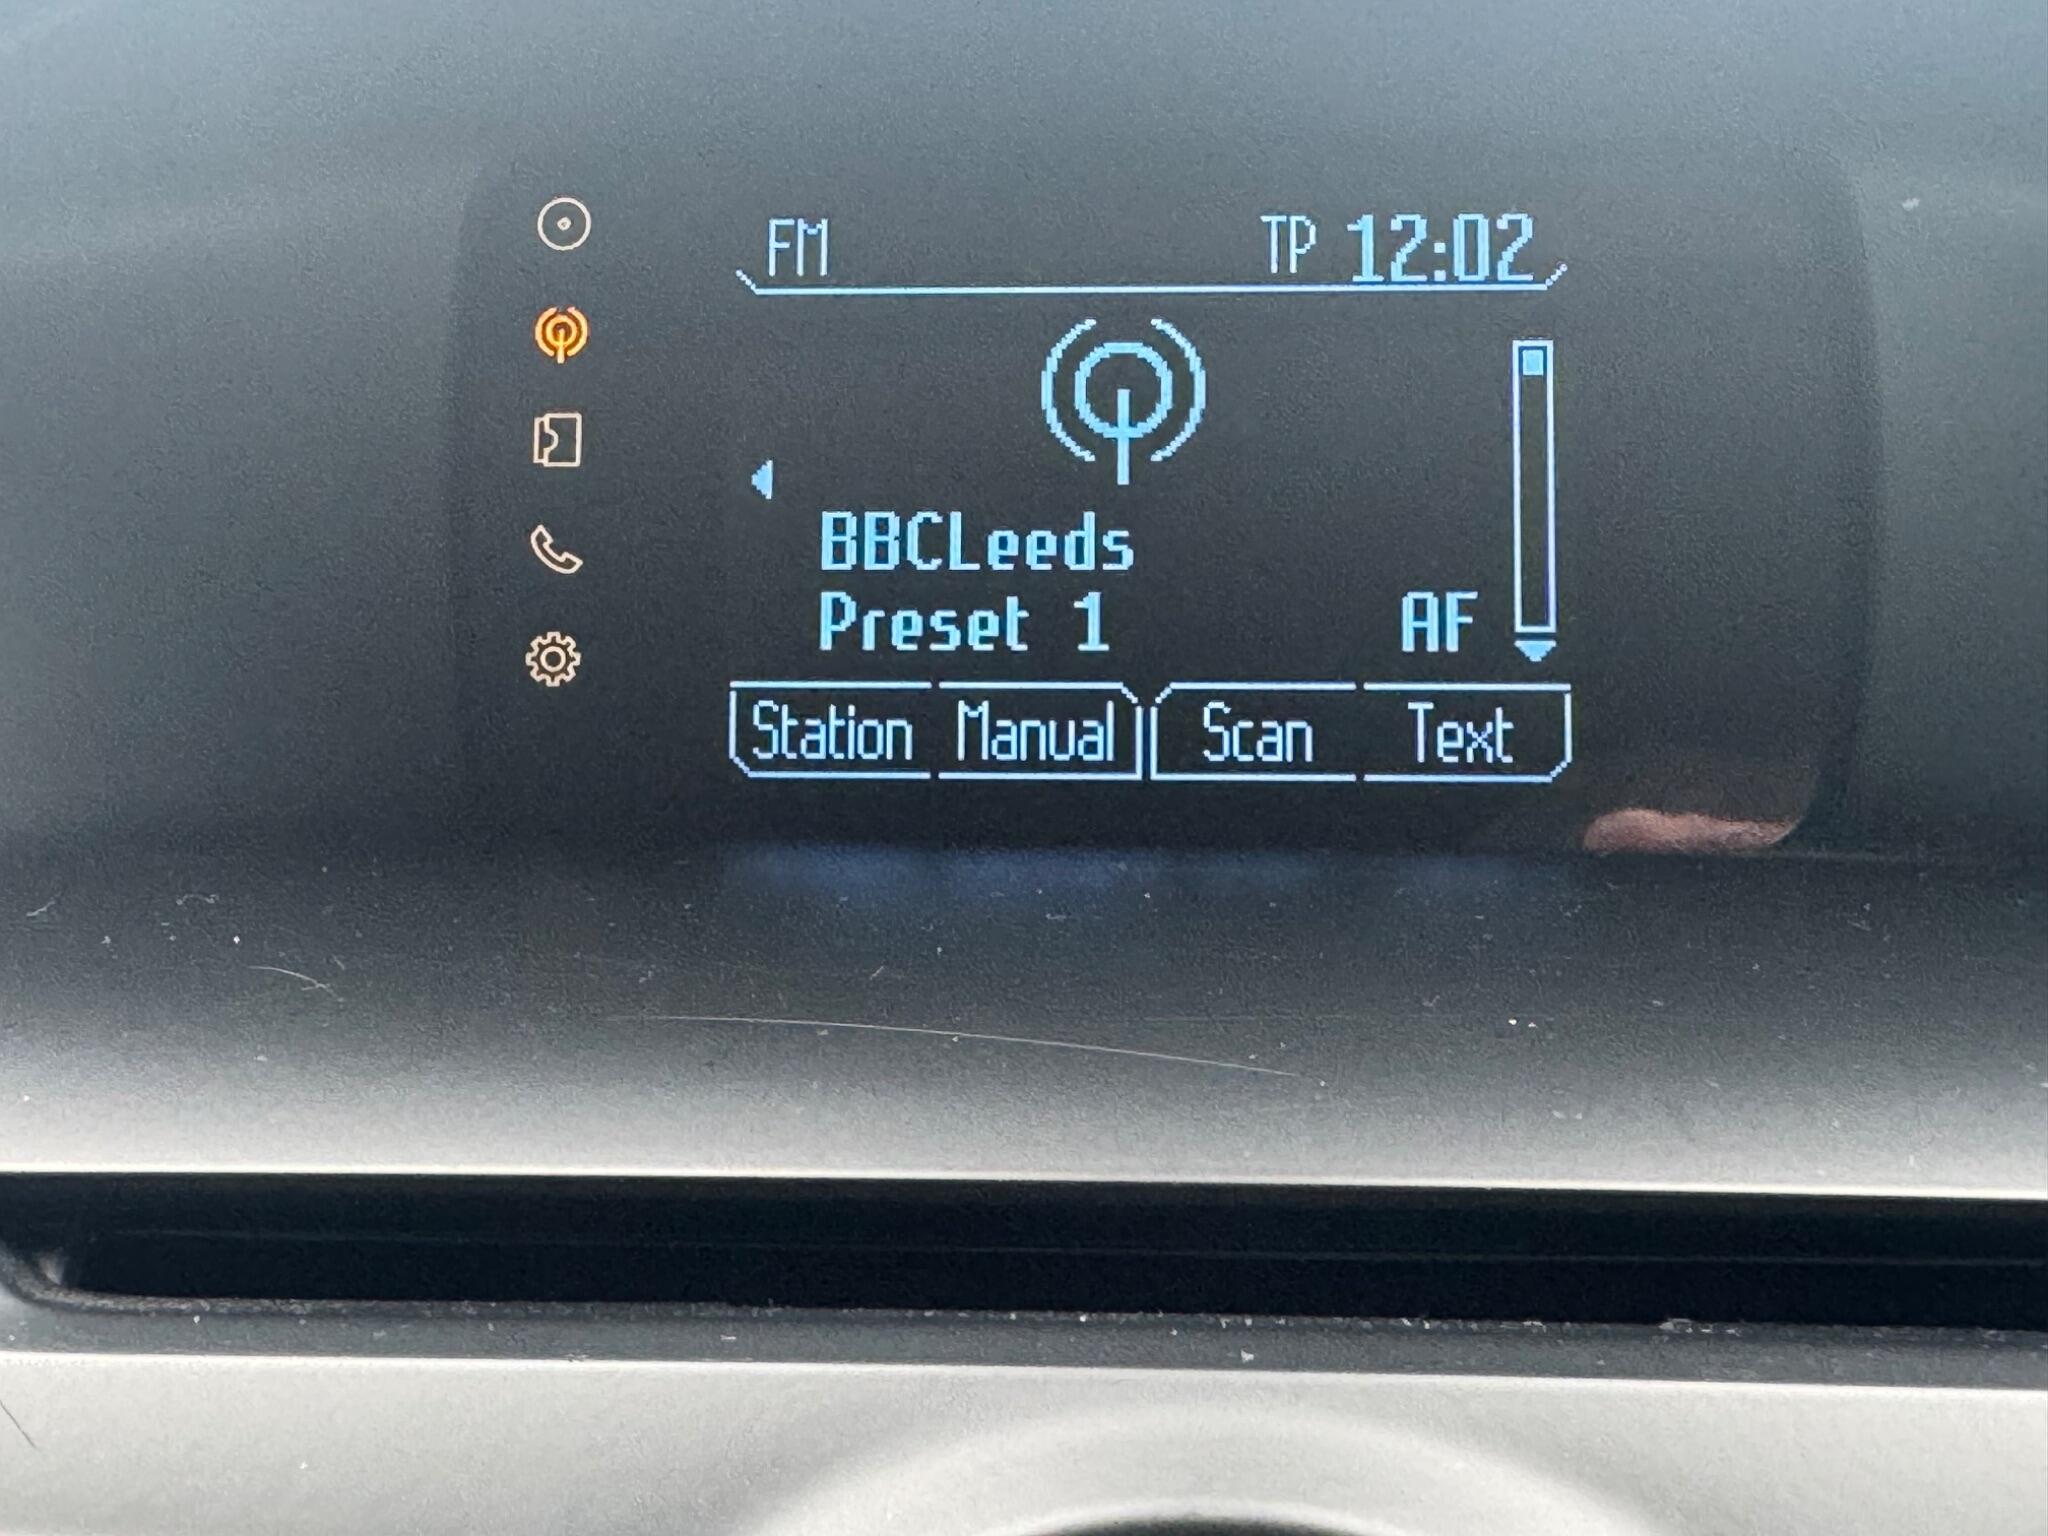 FM TP 12:02
BBCLeeds
Preset 1 AF
Station Manual Scan Text